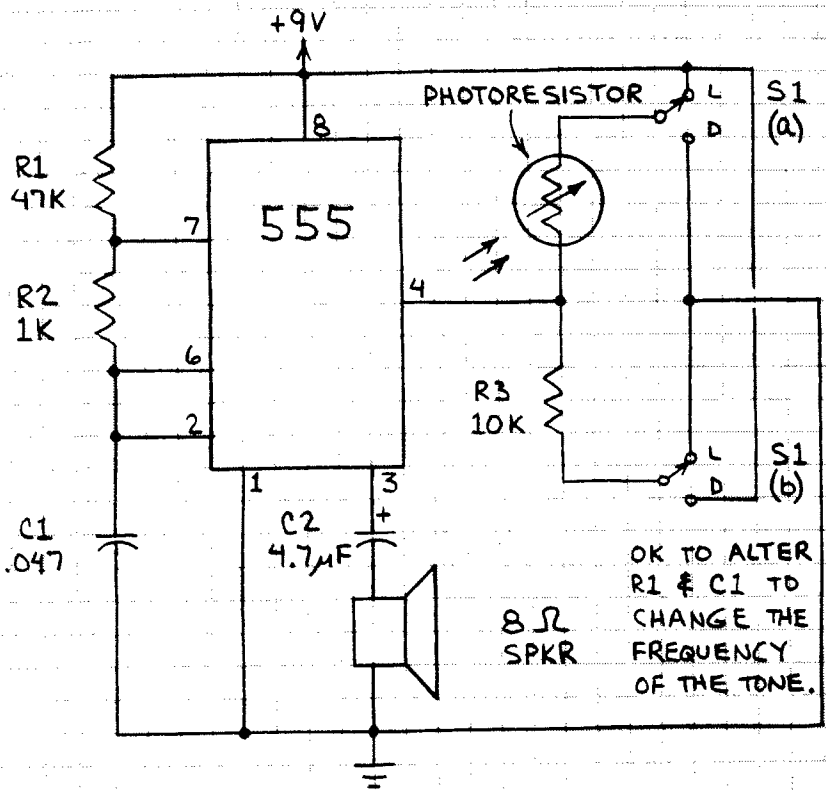 +9V
PHOTORESISTOR
L
S1
D
(a)
8
R1
47K
7
555
R2
1K
4
6
R3
10K
2
L
S1
D
(b)
1
3
C1
.047
C2
4.7µF
+
8 Ω
SPKR
OK TO ALTER
R1 & C1 TO
CHANGE THE
FREQUENCY
OF THE TONE.